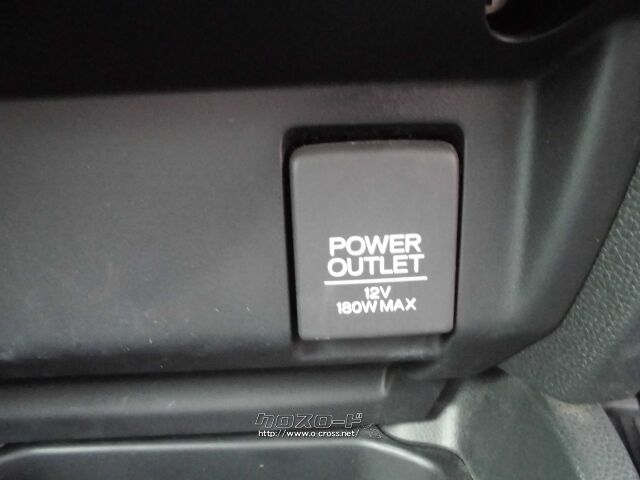 POWER
OUTLET
12V
180W MAX
クロスロード
http://www.o-cross.net/